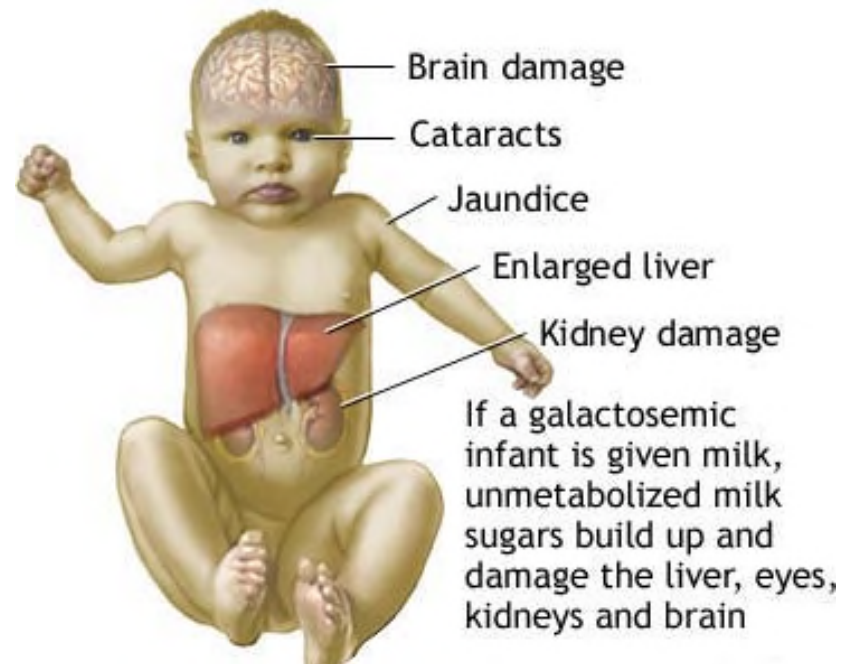 Brain damage
Cataracts
Jaundice
Enlarged liver
Kidney damage
If a galactosemic
infant is given milk,
unmetabolized milk
sugars build up and
damage the liver, eyes,
kidneys and brain